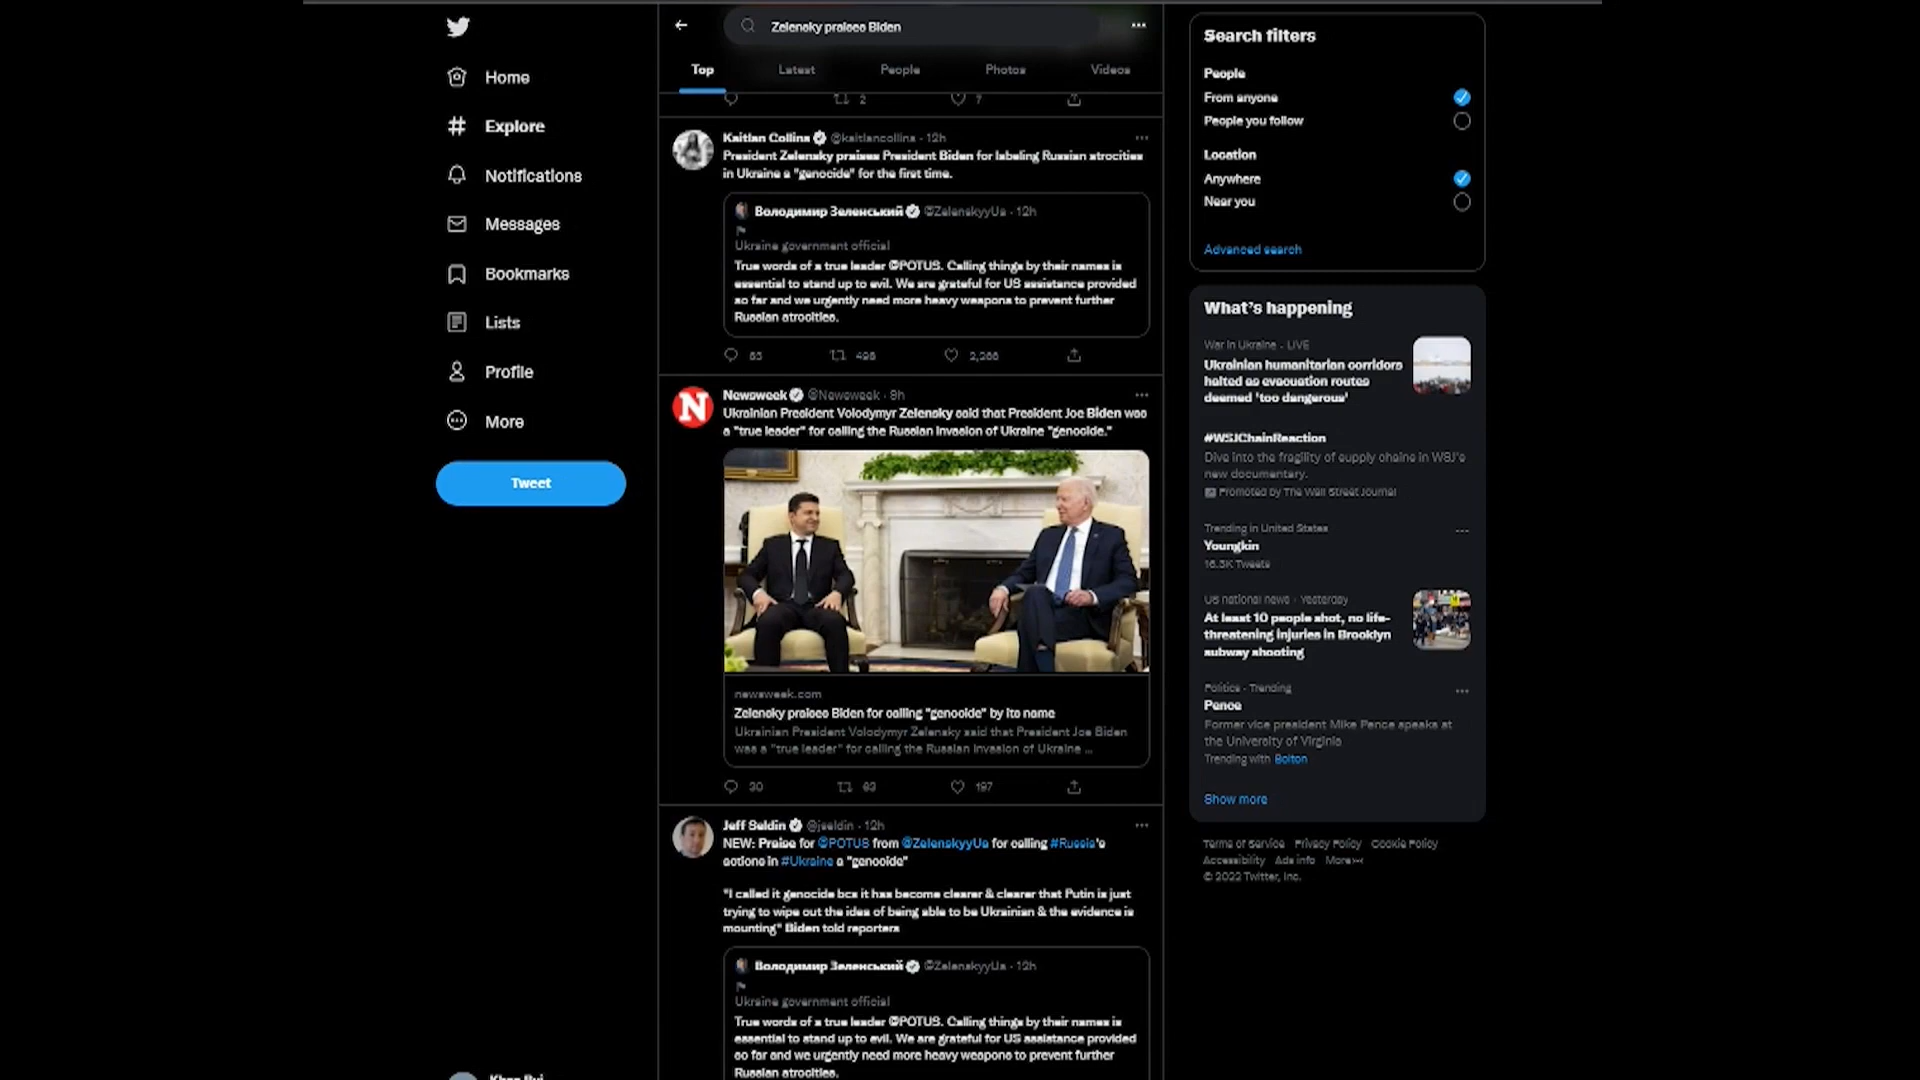 Zelensky praises Biden
Home
Explore
Notifications
Messages
Bookmarks
Lists
Profile
More
Tweet
Top
Latest
People
Photos
Videos
2
7
Kaitlan Collins @kaitlancollins · 12h
President Zelensky praises President Biden for labeling Russian atrocities
in Ukraine a "genocide" for the first time.
Володимир Зеленський @ZelenskyyUa · 12h
Ukraine government official
True words of a true leader @POTUS. Calling things by their names is
essential to stand up to evil. We are grateful for US assistance provided
so far and we urgently need more heavy weapons to prevent further
Russian atrocities.
Newsweek @Newsweek
Ukrainian President Volodymyr Zelensky said that President Joe Biden was
a "true leader" for calling the Russian invasion of Ukraine "genocide."
N
newsweek.com
Zelensky praises Biden for calling "genocide" by its name
Ukrainian President Volodymyr Zelensky said that President Joe Biden
was a "true leader" for calling the Russian invasion of Ukraine ...
30
197
Jeff Seldin @jseldin · 12h
NEW: Praise for @POTUS from @ZelenskyyUa for calling #Russia's
actions in #Ukraine a "genocide"
"I called it genocide bcs it has become clearer & clearer that Putin is just
trying to wipe out the idea of being able to be Ukrainian & the evidence is
mounting" Biden told reporters
Володимир Зеленський @ZelenskyyUa · 12h
Ukraine government official
True words of a true leader @POTUS. Calling things by their names is
essential to stand up to evil. We are grateful for US assistance provided
so far and we urgently need more heavy weapons to prevent further
Russian atrocities.
Search filters
People
From anyone
People you follow
Location
Anywhere
Near you
Advanced search
What's happening
War in Ukraine · LIVE
Ukrainian humanitarian corridors
halted as evacuation routes
deemed 'too dangerous'
#WSJChainReaction
Dive into the fragility of supply chains in WSJ's
new documentary.
Promoted by The Wall Street Journal
Trending in United States
Youngkin
16.3K Tweets
US national news · Yesterday
At least 10 people shot, no life-
threatening injuries in Brooklyn
subway shooting
Politics · Trending
Pence
Former vice president Mike Pence speaks at
the University of Virginia
Trending with Bolton
Show more
Terms of Service Privacy Policy Cookie Policy
Accessibility Ads info More
© 2022 Twitter, Inc.